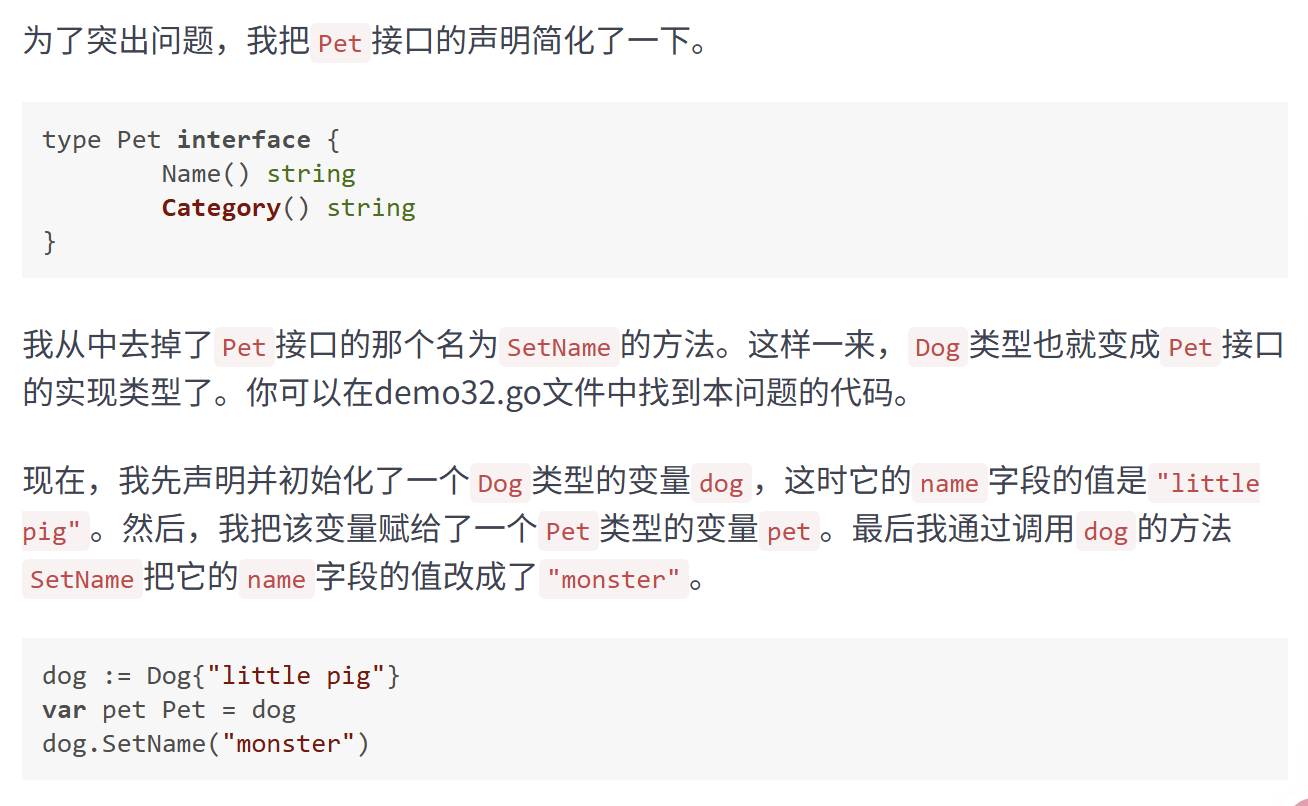 为了突出问题，我把Pet接口的声明简化了一下。
type Pet interface {
        Name() string
        Category() string
}
我从中去掉了Pet接口的那个名为SetName的方法。这样一来，Dog类型也就变成Pet接口
的实现类型了。你可以在demo32.go文件中找到本问题的代码。
现在，我先声明并初始化了一个Dog类型的变量dog，这时它的name字段的值是"little
pig"。然后，我把该变量赋给了一个Pet类型的变量pet。最后我通过调用dog的方法
SetName把它的name字段的值改成了"monster"。
dog := Dog{"little pig"}
var pet Pet = dog
dog.SetName("monster")